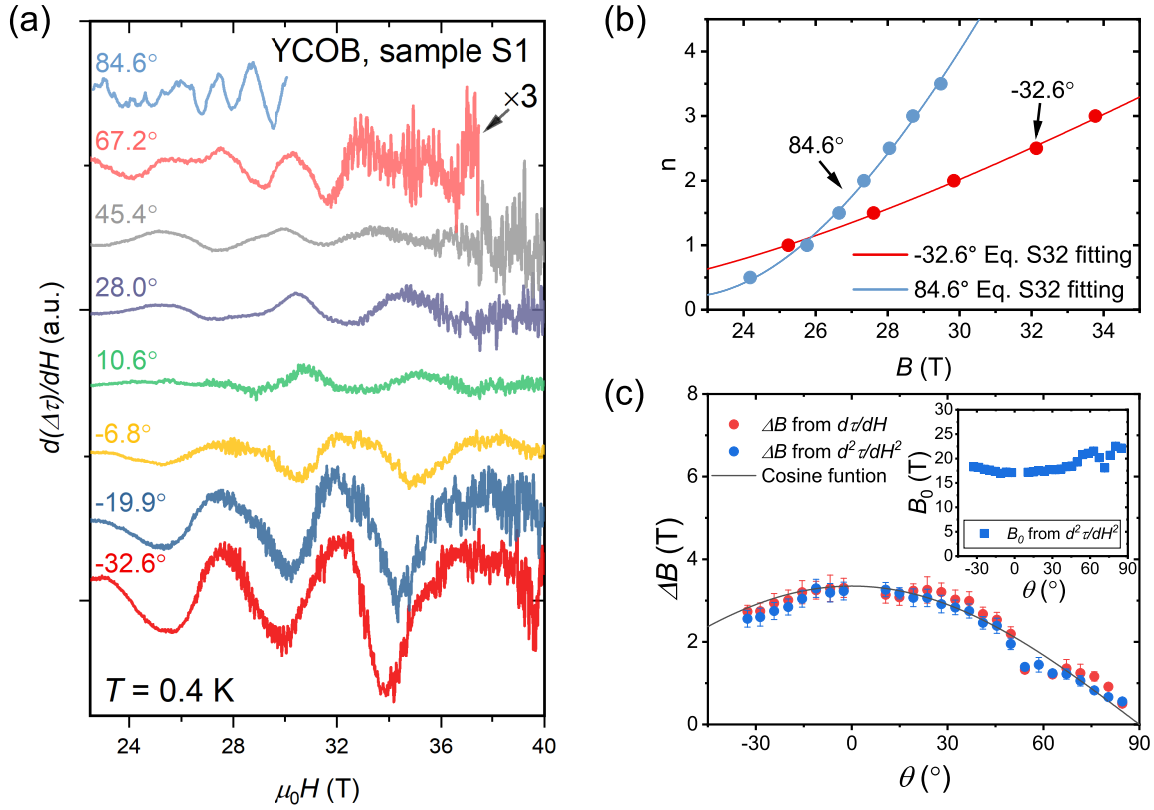 (a)
YCOB, sample S1
84.6°
×3
67.2°
45.4°
28.0°
10.6°
-6.8°
-19.9°
-32.6°
T = 0.4 K
d(Δτ)/dH (a.u.)
24 28 32 36 40
μ₀H (T)
(b)
n
4
3
2
1
0
-32.6°
84.6°
-32.6° Eq. S32 fitting
84.6° Eq. S32 fitting
24 26 28 30 32 34
B (T)
(c)
ΔB (T)
8
6
4
2
0
ΔB from dτ/dH
ΔB from d²τ/dH²
Cosine funtion
B₀ (T)
30
25
20
15
10
5
0
B₀ from dτ²/dH²
-30 0 30 60 90
θ (°)
-30 0 30 60 90
θ (°)